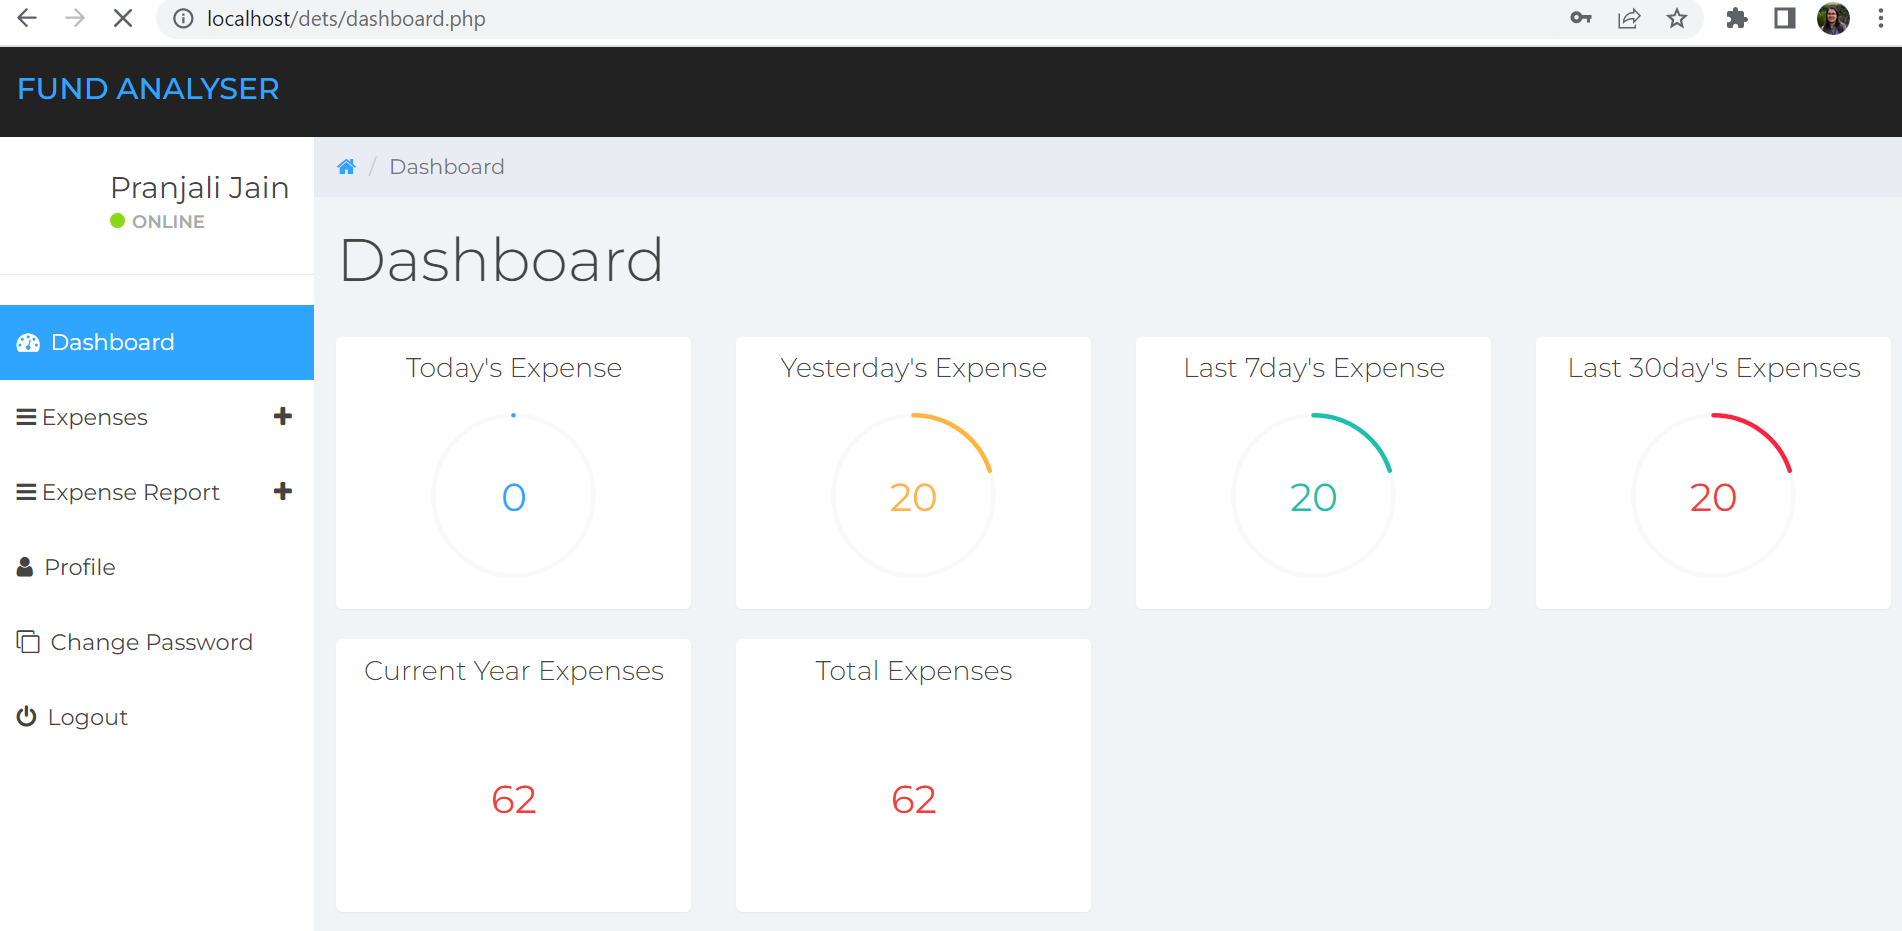 localhost/dets/dashboard.php
FUND ANALYSER
Pranjali Jain
ONLINE
/ Dashboard
Dashboard
Dashboard
Expenses
Expense Report
Profile
Change Password
Logout
Today's Expense
0
Yesterday's Expense
20
Last 7day's Expense
20
Last 30day's Expenses
20
Current Year Expenses
62
Total Expenses
62